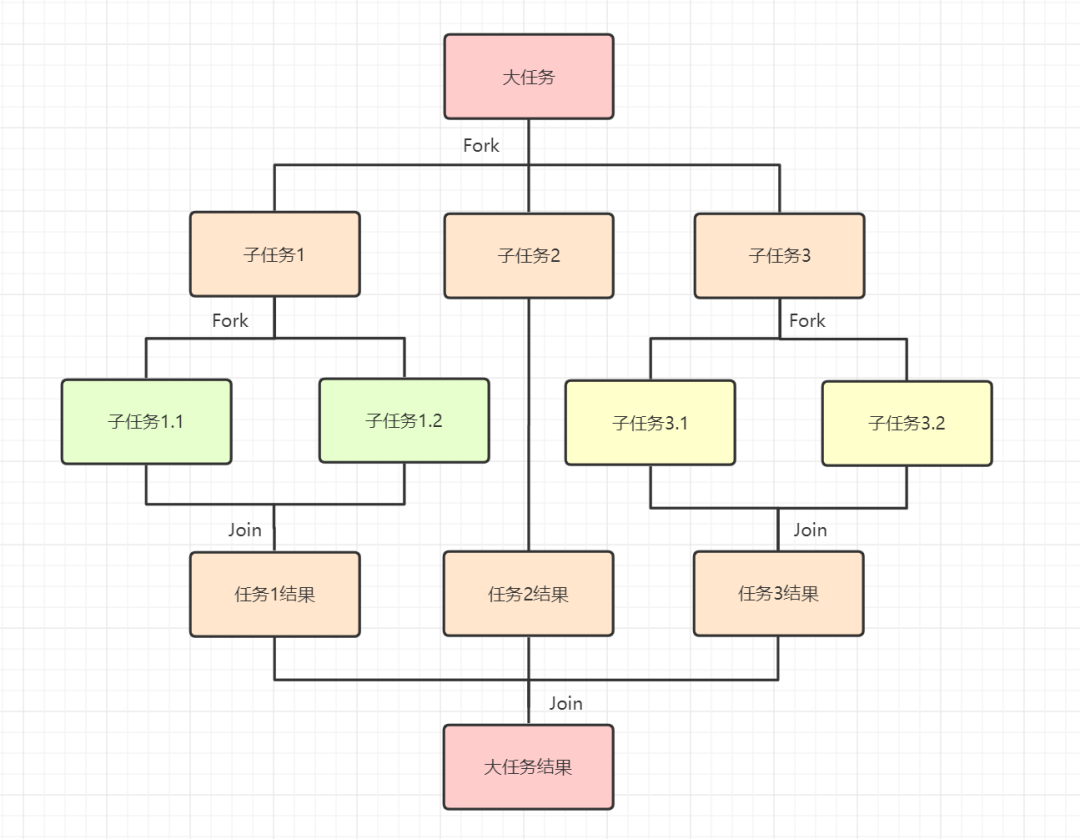 大任务
Fork
子任务1
子任务2
子任务3
Fork
Fork
子任务1.1
子任务1.2
子任务3.1
子任务3.2
Join
Join
任务1结果
任务2结果
任务3结果
Join
大任务结果